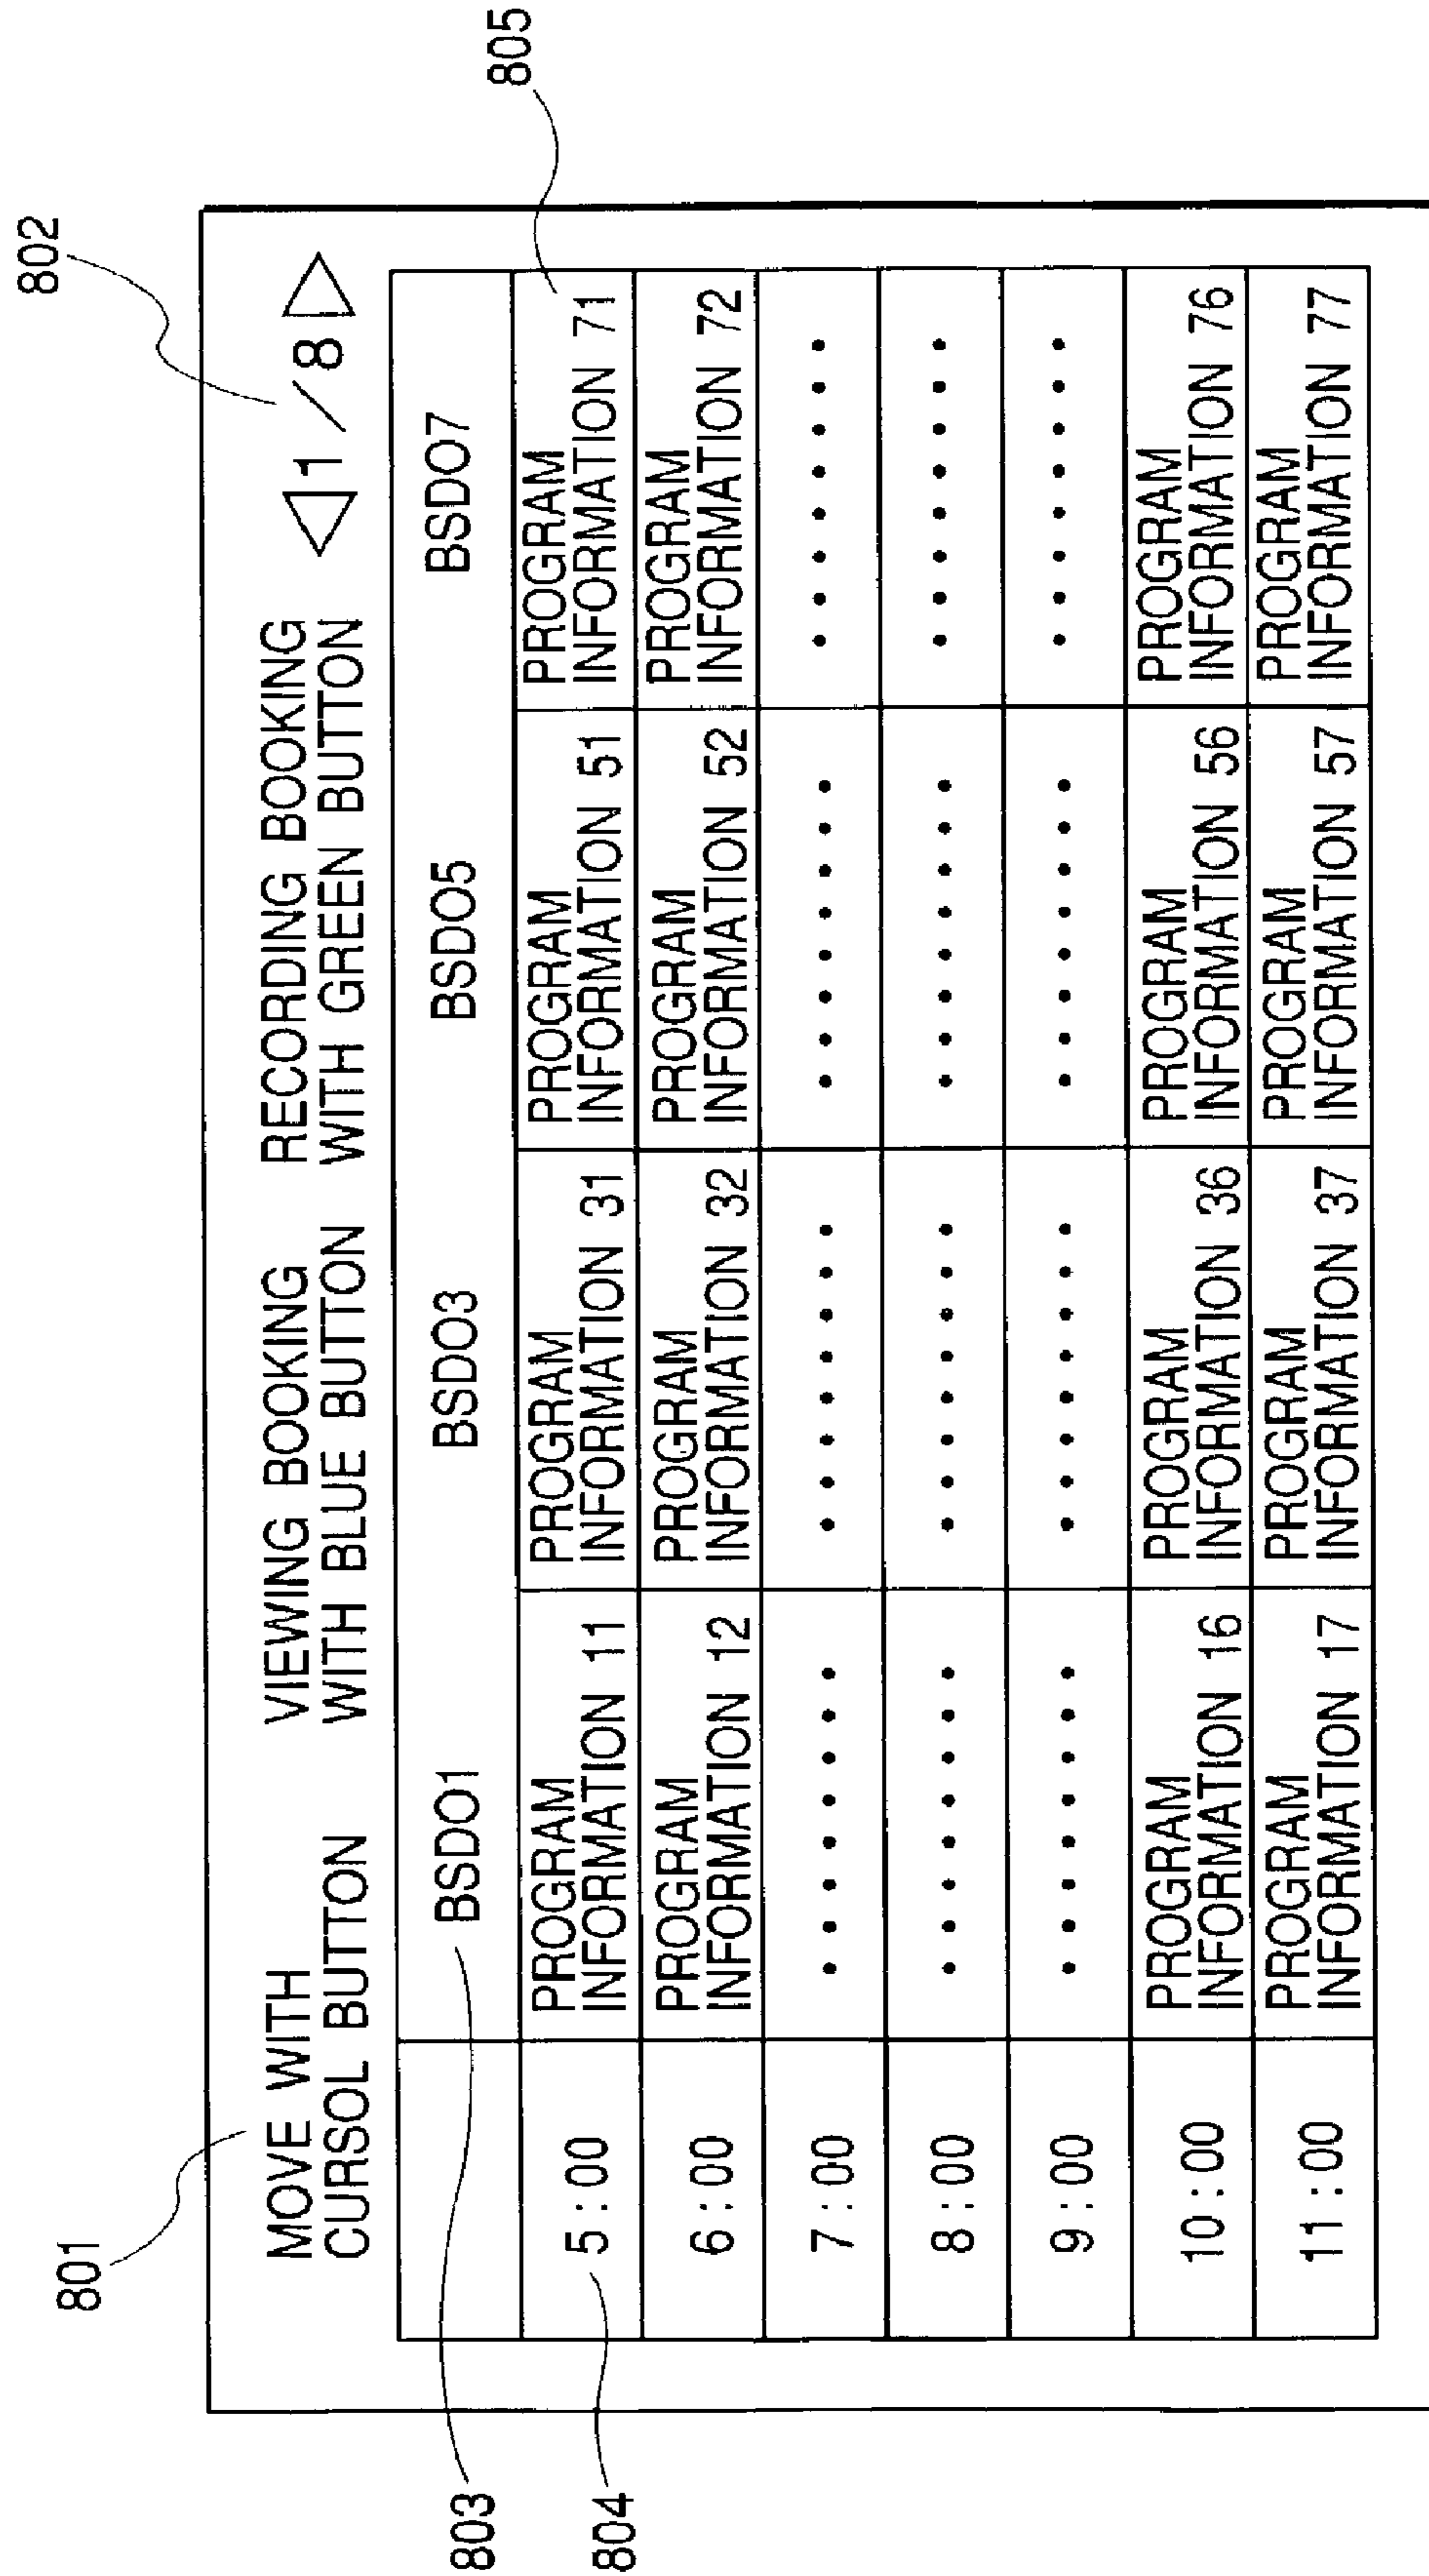 802
801
MOVE WITH
CURSOL BUTTON
VIEWING BOOKING
WITH BLUE BUTTON
RECORDING BOOKING
WITH GREEN BUTTON
◁ 1 / 8 ▷
805
803
804
BSDO1 BSDO3 BSDO5 BSDO7
5 : 00
PROGRAM
INFORMATION 11
PROGRAM
INFORMATION 31
PROGRAM
INFORMATION 51
PROGRAM
INFORMATION 71
6 : 00
PROGRAM
INFORMATION 12
PROGRAM
INFORMATION 32
PROGRAM
INFORMATION 52
PROGRAM
INFORMATION 72
7 : 00 ........ ........ ........ ........
8 : 00 ........ ........ ........ ........
9 : 00 ........ ........ ........ ........
10 : 00
PROGRAM
INFORMATION 16
PROGRAM
INFORMATION 36
PROGRAM
INFORMATION 56
PROGRAM
INFORMATION 76
11 : 00
PROGRAM
INFORMATION 17
PROGRAM
INFORMATION 37
PROGRAM
INFORMATION 57
PROGRAM
INFORMATION 77